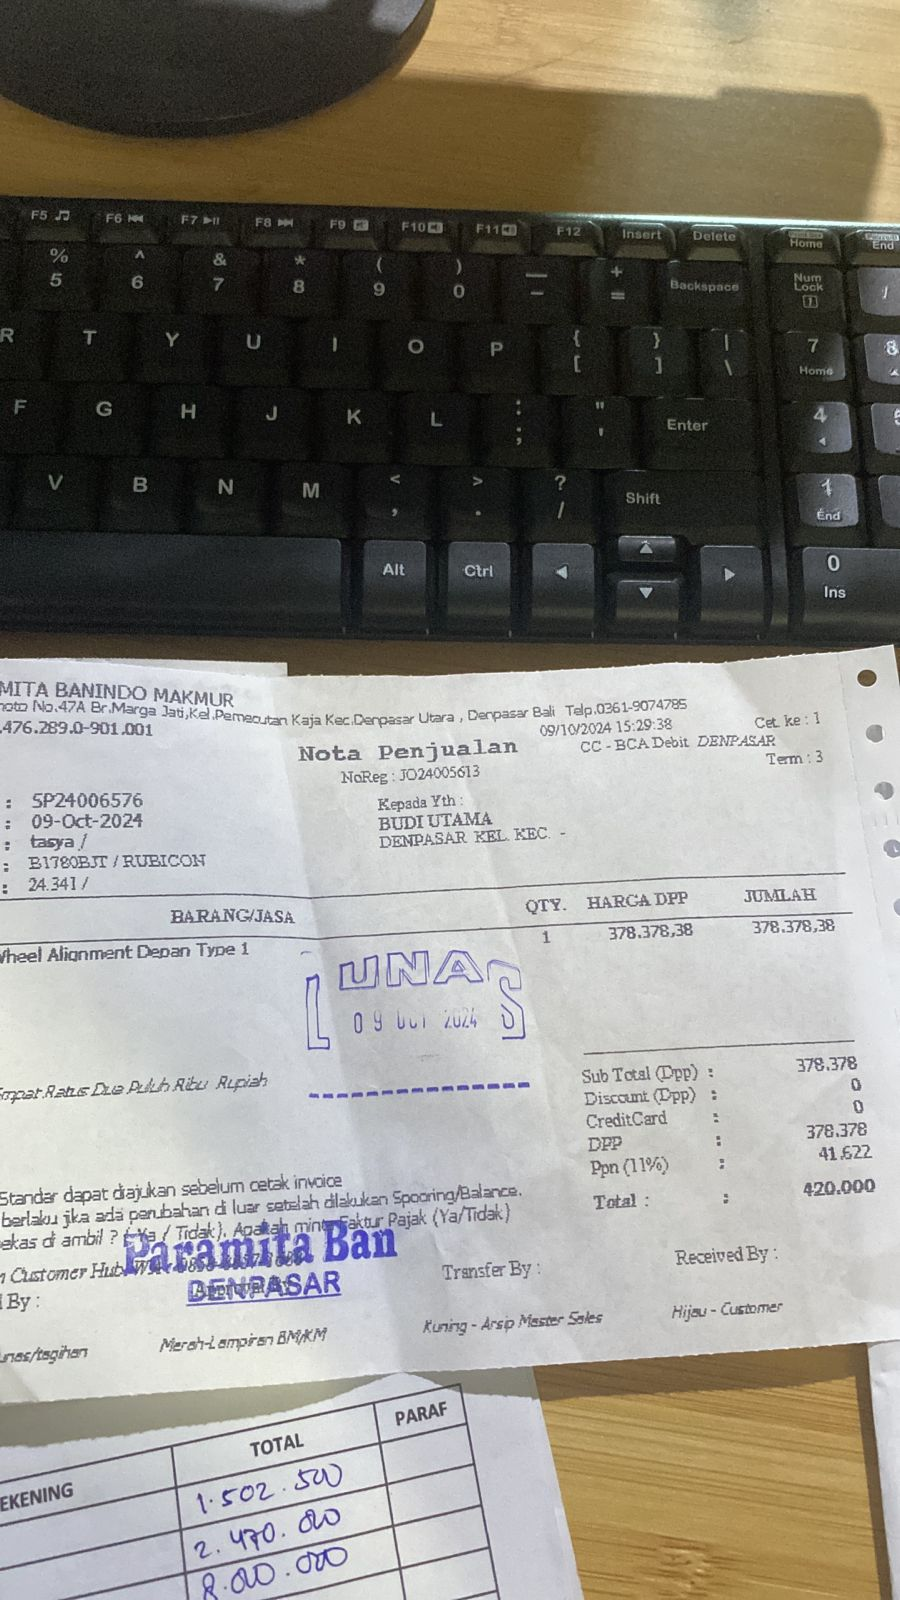 F5 F6 F7 F8 F9 F10 F11 F12 Insert Delete Home End
% 5 ^ 6 & 7 * 8 ( 9 ) 0 — - + = Backspace Num Lock 1 /
R T Y U I O P { [ } ] | \ 7 Home 8
F G H J K L : ; " ' Enter 4 5
V B N M < , > . ? / Shift 1 End
Alt Ctrl 0 Ins
MITA BANINDO MAKMUR
No.47A Br.Marga Jati,Kel.Pemecutan Kaja Kec.Denpasar Utara , Denpasar Bali Telp.0361-9074785
.476.289.0-901.001
09/10/2024 15:29:38 Cet. ke : 1
Nota Penjualan CC - BCA Debit DENPASAR
NoReg : JO24005613 Term : 3
: SP24006576 Kepada Yth :
: 09-Oct-2024 BUDI UTAMA
: tasya / DENPASAR KEL. KEC. -
: B1780BJT / RUBICON
: 24.341 /
BARANG/JASA QTY. HARGA DPP JUMLAH
Wheel Alignment Depan Type 1 1 378.378,38 378.378,38
LUNAS
09 OCT 2024
Empat Ratus Dua Puluh Ribu Rupiah
Sub Total (Dpp) : 378.378
Discount (Dpp) : 0
CreditCard : 0
DPP : 378.378
Ppn (11%) : 41.622
Total : : 420.000
Standar dapat diajukan sebelum cetak invoice
berlaku jika ada perubahan di luar setelah dilakukan Spooring/Balance.
ekas di ambil ? ( Ya / Tidak). Apakah minta Faktur Pajak (Ya/Tidak)
Paramita Ban
DENPASAR
Customer Hub.
By : Transfer By : Received By :
unas/tagihan Merah-Lampiran BM/KM Kuning - Arsip Master Sales Hijau - Customer
EKENING TOTAL PARAF
1.502.500
2.470.000
8.000.000